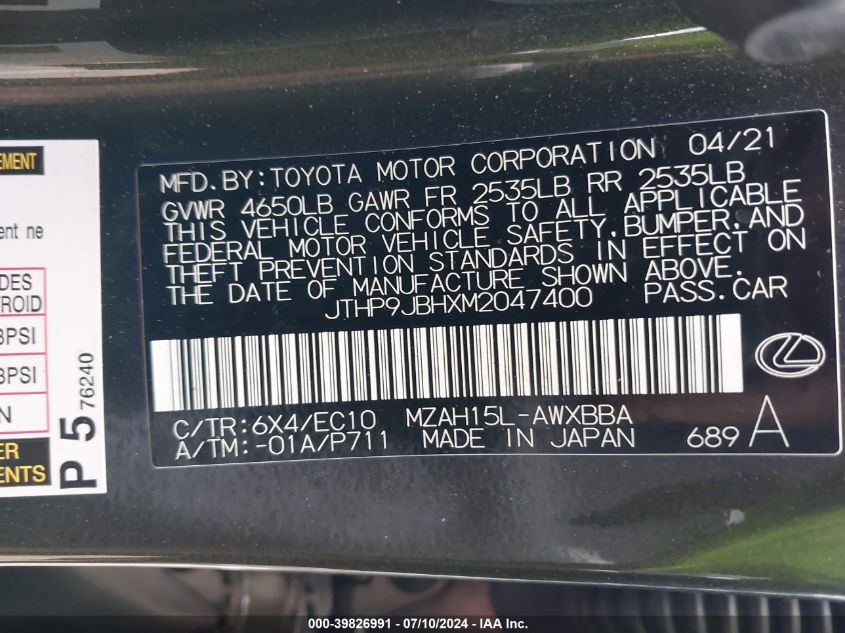 EMENT
ent ne
DES
TROID
3PSI
3PSI
N
ER
ENTS
P 5 76240
MFD.BY:TOYOTA MOTOR CORPORATION 04/21
GVWR 4650LB GAWR FR 2535LB RR 2535LB
THIS VEHICLE CONFORMS TO ALL APPLICABLE
FEDERAL MOTOR VEHICLE SAFETY,BUMPER,AND
THEFT PREVENTION STANDARDS IN EFFECT ON
THE DATE OF MANUFACTURE SHOWN ABOVE.
JTHP9JBHXM2047400 PASS.CAR
C/TR:6X4/EC10 MZAH15L-AWXBBA
A/TM:-01A/P711 MADE IN JAPAN 689 A
000-39826991 / 07/10/2024 - IAA Inc.